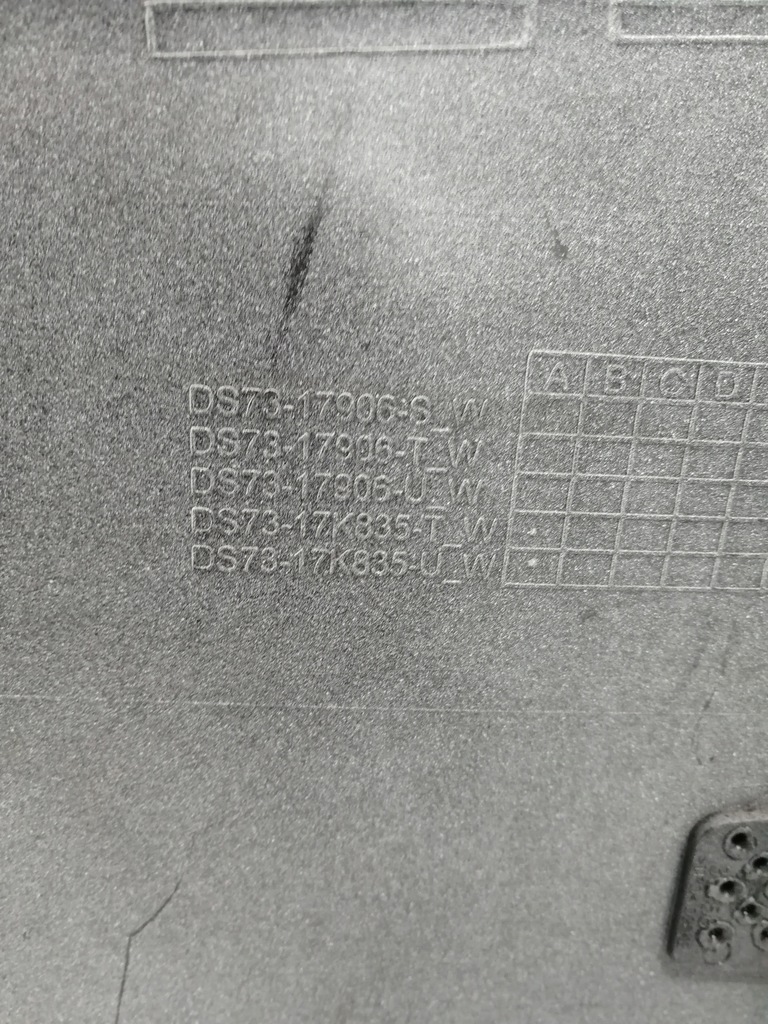 A B C D
DS73-17906-S_W
DS73-17906-T_W
DS73-17906-U_W
DS73-17K835-T_W
DS73-17K835-U_W